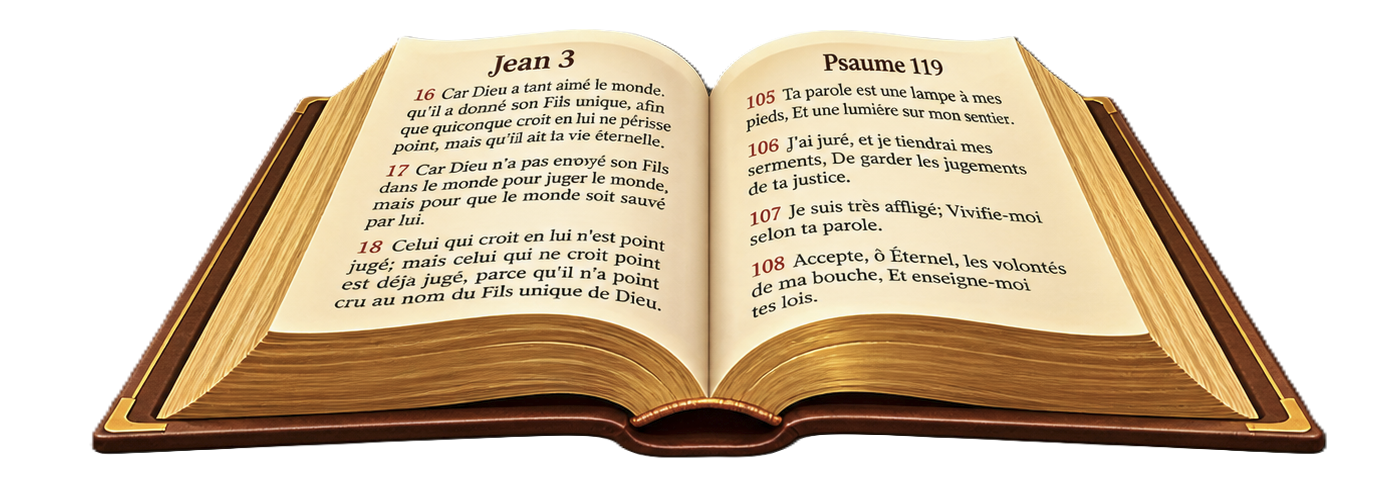 Jean 3
16 Car Dieu a tant aimé le monde.
qu'il a donné son Fils unique, afin
que quiconque croit en lui ne périsse
point, mais qu'iil ait la vie éternelle.
17 Car Dieu n'a pas envoyé son Fils
dans le monde pour juger le monde,
mais pour que le monde soit sauvé
par lui.
18 Celui qui croit en lui n'est point
jugé; mais celui qui ne croit point
est déja jugé, parce qu'il n'a point
cru au nom du Fils unique de Dieu.
Psaume 119
105 Ta parole est une lampe à mes
pieds, Et une lumiére sur mon sentier.
106 J'ai juré, et je tiendrai mes
serments, De garder les jugements
de ta justice.
107 Je suis très affligé; Vivifie-moi
selon ta parole.
108 Accepte, ô Éternel, les volontés
de ma bouche, Et enseigne-moi
tes lois.